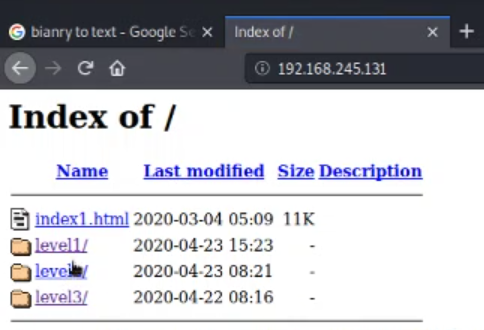 bianry to text - Google Se
Index of /
192.168.245.131
Index of /
Name Last modified Size Description
index1.html 2020-03-04 05:09 11K
level1/ 2020-04-23 15:23 -
2020-04-23 08:21 -
level3/ 2020-04-22 08:16 -